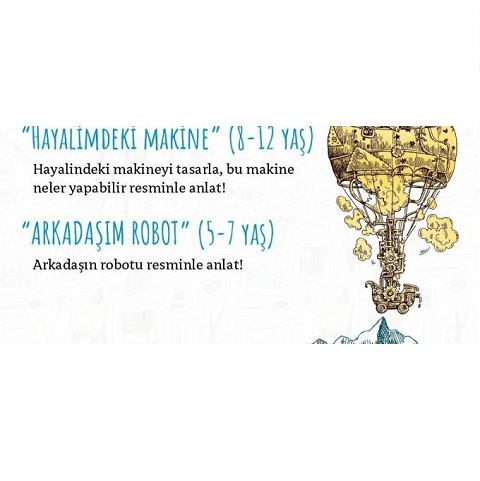 “HAYALİMDEKİ MAKİNE” (8-12 YAŞ)
Hayalindeki makineyi tasarla, bu makine
neler yapabilir resminle anlat!
“ARKADAŞIM ROBOT” (5-7 YAŞ)
Arkadaşın robotu resminle anlat!